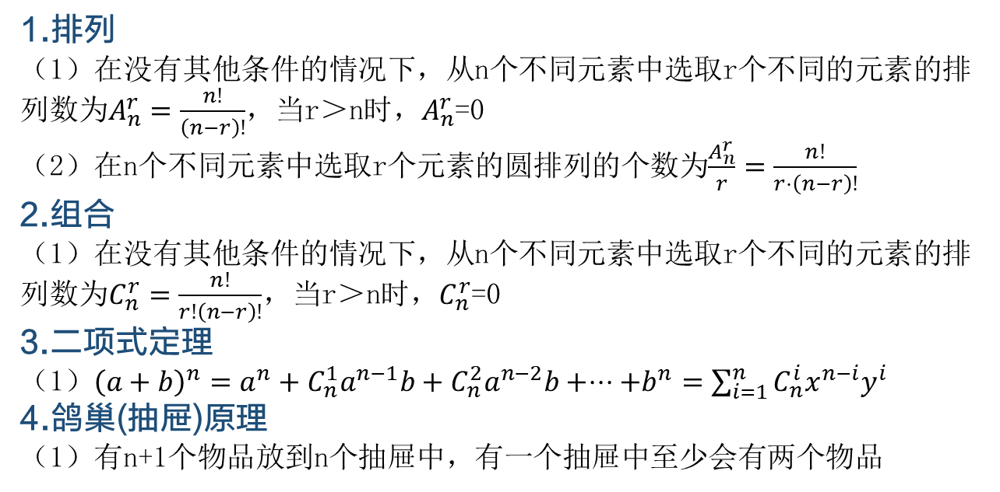 1.排列
（1）在没有其他条件的情况下，从n个不同元素中选取r个不同的元素的排
列数为$A_n^r = \frac{n!}{(n-r)!}$，当r＞n时，$A_n^r$=0
（2）在n个不同元素中选取r个元素的圆排列的个数为$\frac{A_n^r}{r} = \frac{n!}{r·(n-r)!}$
2.组合
（1）在没有其他条件的情况下，从n个不同元素中选取r个不同的元素的排
列数为$C_n^r = \frac{n!}{r!(n-r)!}$，当r＞n时，$C_n^r$=0
3.二项式定理
（1）$(a + b)^n = a^n + C_n^1 a^{n-1}b + C_n^2 a^{n-2}b + \cdots + b^n = \sum_{i=1}^{n} C_n^i x^{n-i} y^i$
4.鸽巢(抽屉)原理
（1）有n+1个物品放到n个抽屉中，有一个抽屉中至少会有两个物品